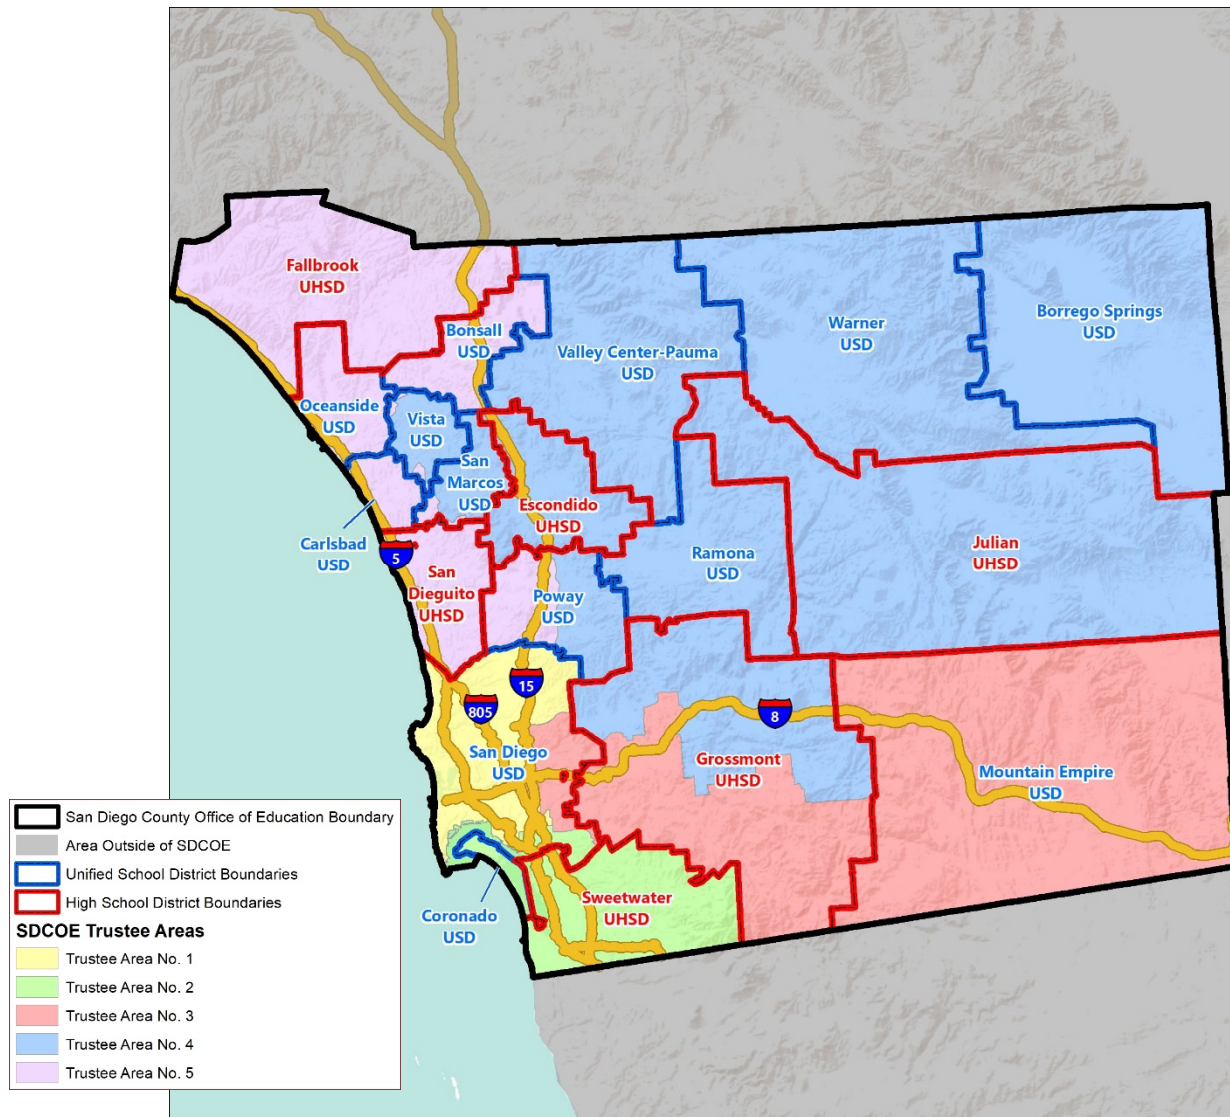 Fallbrook
UHSD
Bonsall
USD
Valley Center-Pauma
USD
Warner
USD
Borrego Springs
USD
Oceanside
USD
Vista
USD
San
Marcos
USD
Escondido
UHSD
Carlsbad
USD
5
San
Dieguito
UHSD
Poway
USD
Ramona
USD
Julian
UHSD
15
805
8
San Diego
USD
Grossmont
UHSD
Mountain Empire
USD
Coronado
USD
Sweetwater
UHSD
San Diego County Office of Education Boundary
Area Outside of SDCOE
Unified School District Boundaries
High School District Boundaries
SDCOE Trustee Areas
Trustee Area No. 1
Trustee Area No. 2
Trustee Area No. 3
Trustee Area No. 4
Trustee Area No. 5